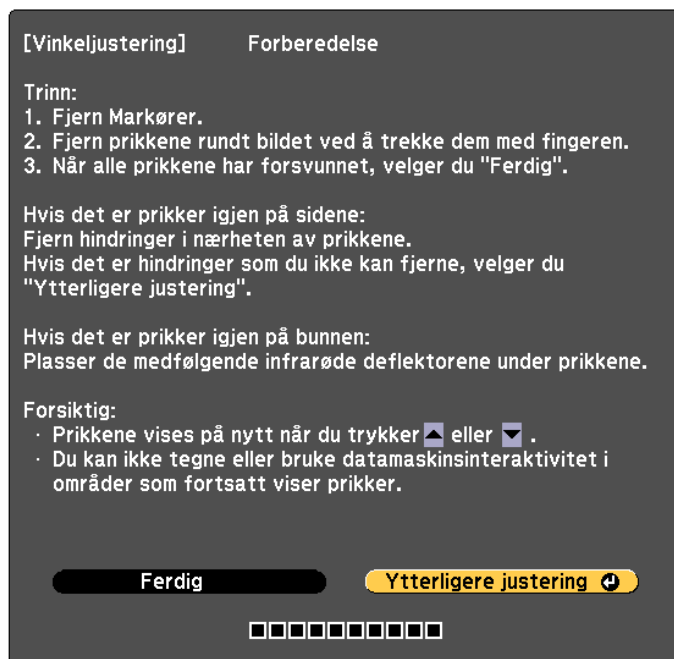 [Vinkeljustering] Forberedelse
Trinn:
1. Fjern Markører.
2. Fjern prikkene rundt bildet ved å trekke dem med fingeren.
3. Når alle prikkene har forsvunnet, velger du "Ferdig".
Hvis det er prikker igjen på sidene:
Fjern hindringer i nærheten av prikkene.
Hvis det er hindringer som du ikke kan fjerne, velger du
"Ytterligere justering".
Hvis det er prikker igjen på bunnen:
Plasser de medfølgende infrarøde deflektorene under prikkene.
Forsiktig:
· Prikkene vises på nytt når du trykker ▲ eller ▼ .
· Du kan ikke tegne eller bruke datamaskinsinteraktivitet i
områder som fortsatt viser prikker.
Ferdig
Ytterligere justering